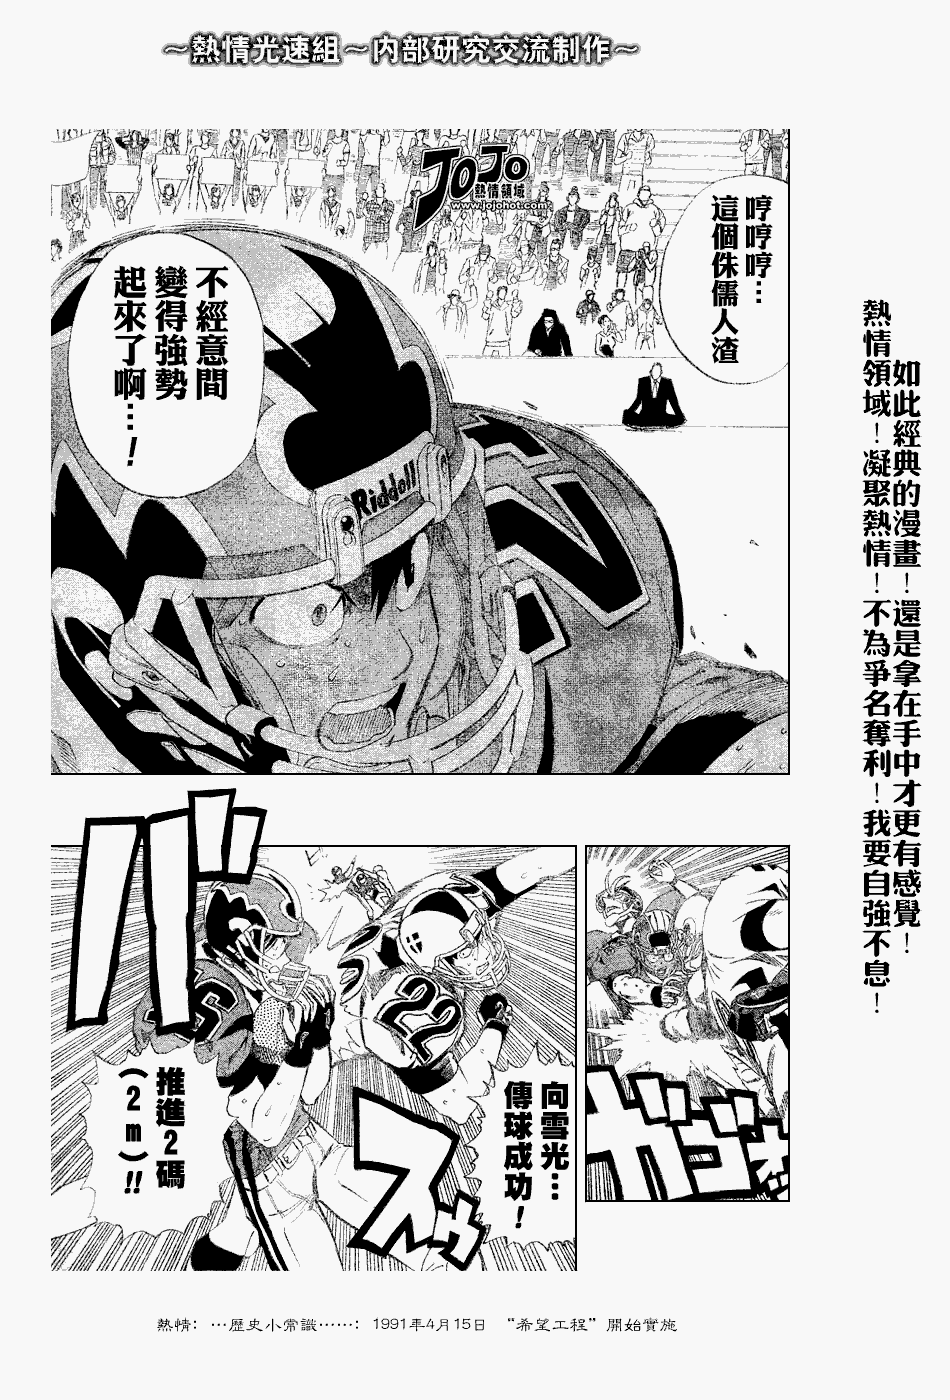 ～熱情光速組～内部研究交流制作～
JOJO
熱情領域
www.jojohot.com
哼哼哼…
這個侏儒人渣
不經意間
變得強勢
起來了啊…！
Riddell
如此經典的漫畫！還是拿在手中才更有感覺！
熱情領域！凝聚熱情！不為爭名奪利！我要自強不息！
ガゴォ
バッ
22
向雪光…
傳球成功！
スゥ
推進2碼
(2m)!!
熱情：…歷史小常識……：1991年4月15日 “希望工程”開始實施